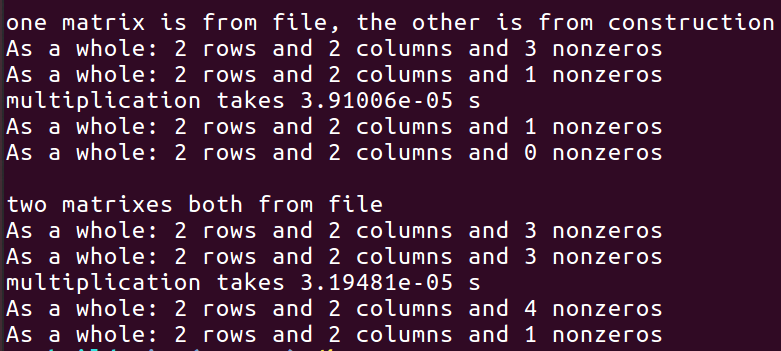 one matrix is from file, the other is from construction
As a whole: 2 rows and 2 columns and 3 nonzeros
As a whole: 2 rows and 2 columns and 1 nonzeros
multiplication takes 3.91006e-05 s
As a whole: 2 rows and 2 columns and 1 nonzeros
As a whole: 2 rows and 2 columns and 0 nonzeros
two matrixes both from file
As a whole: 2 rows and 2 columns and 3 nonzeros
As a whole: 2 rows and 2 columns and 3 nonzeros
multiplication takes 3.19481e-05 s
As a whole: 2 rows and 2 columns and 4 nonzeros
As a whole: 2 rows and 2 columns and 1 nonzeros